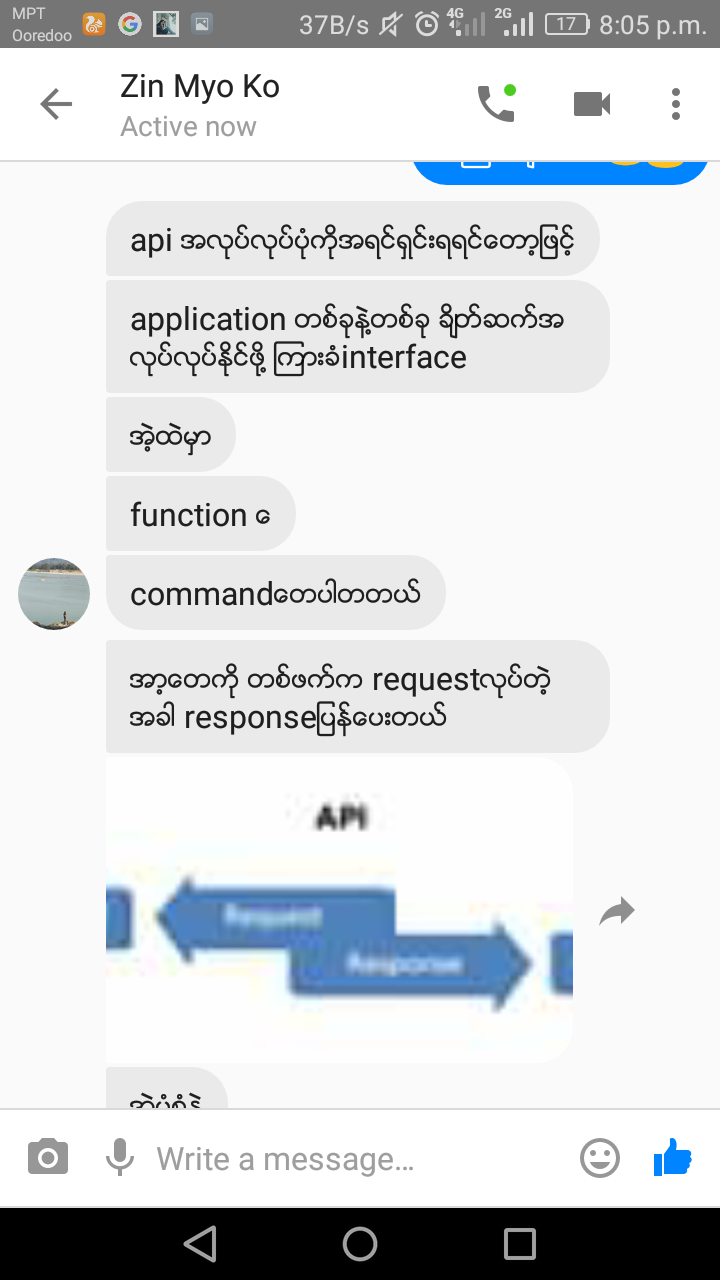 MPT
Ooredoo
37B/s
4G
2G
17
8:05 p.m.
Zin Myo Ko
Active now
api အလုပ်လုပ်ပုံကိုအရင်ရှင်းရရင်တော့ဖြင့်
application တစ်ခုနဲ့တစ်ခု ချိတ်ဆက်အ
လုပ်လုပ်နိုင်ဖို့ ကြားခံinterface
အဲ့ထဲမှာ
function ေ
commandတေပါတတယ်
အာ့တေကို တစ်ဖက်က requestလုပ်တဲ့
အခါ responseပြန်ပေးတယ်
API
Request
Response
Write a message...